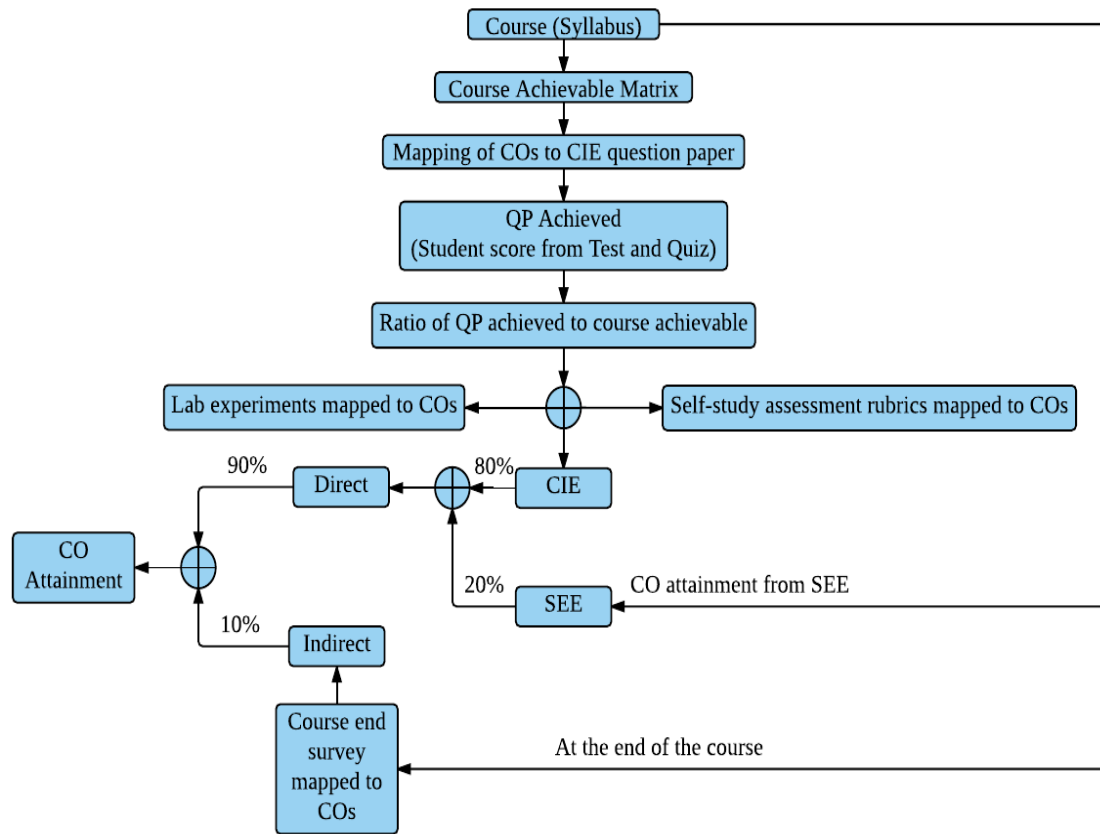 Course (Syllabus)
Course Achievable Matrix
Mapping of COs to CIE question paper
QP Achieved
(Student score from Test and Quiz)
Ratio of QP achieved to course achievable
Lab experiments mapped to COs
Self-study assessment rubrics mapped to COs
90%
Direct
80%
CIE
CO
Attainment
20%
SEE
CO attainment from SEE
10%
Indirect
Course end
survey
mapped to
COs
At the end of the course